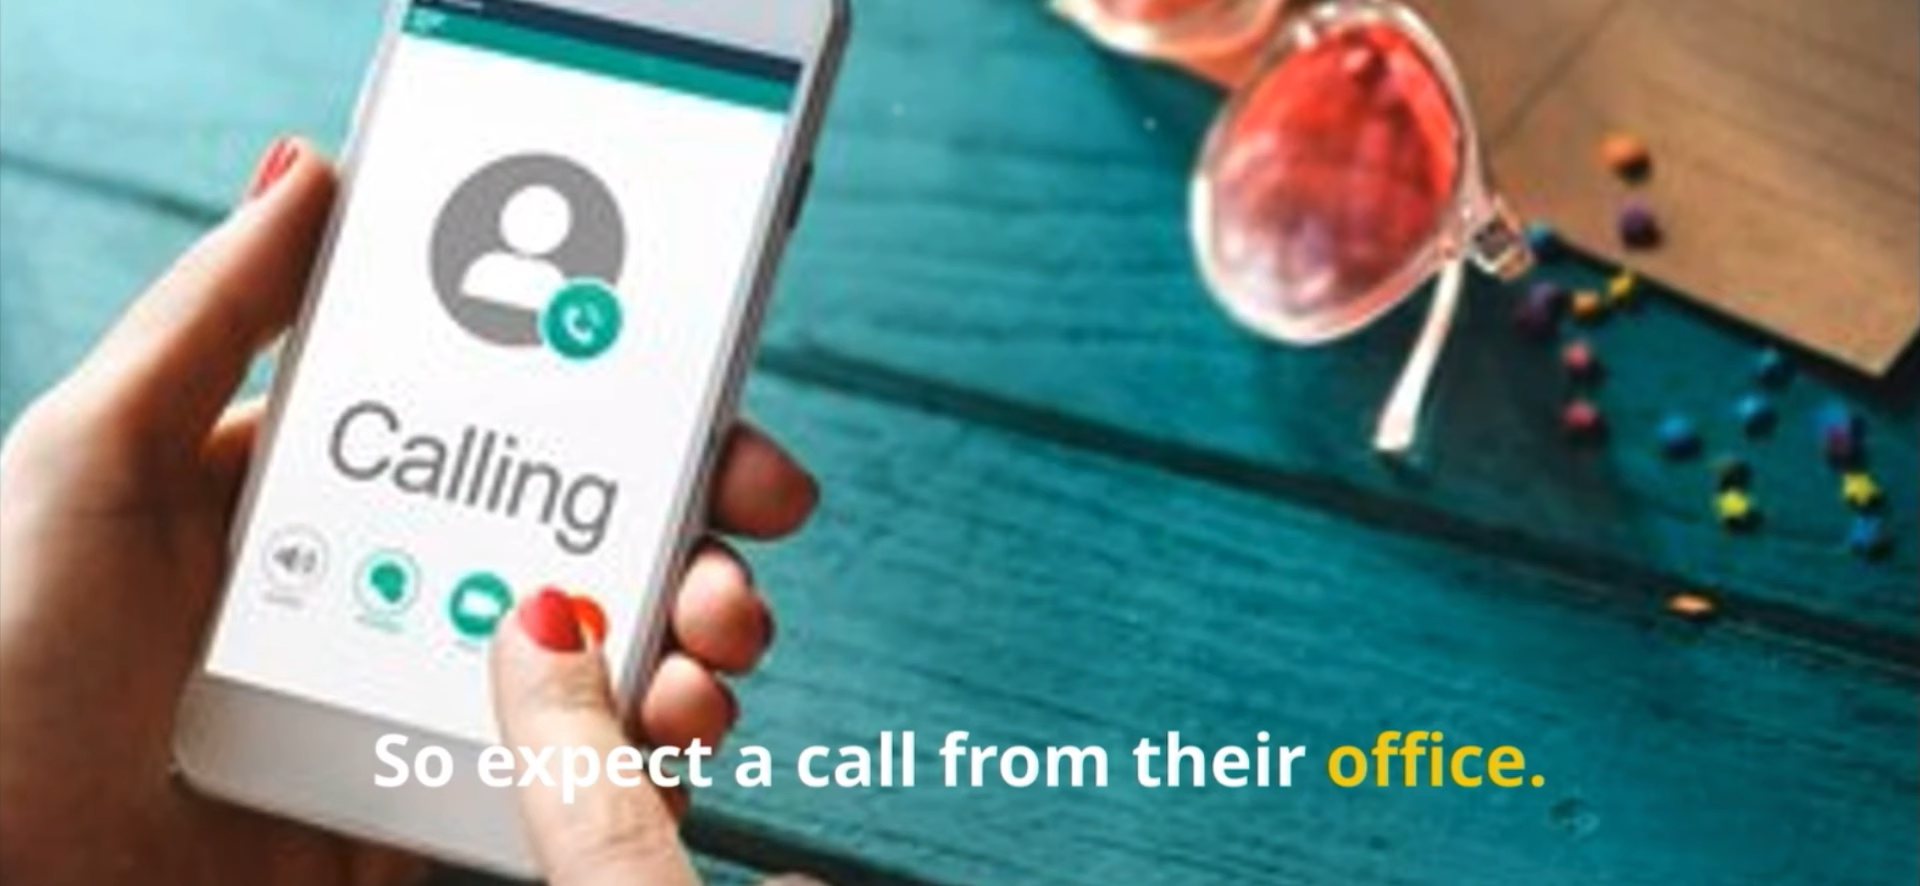 Calling
So expect a call from their office.